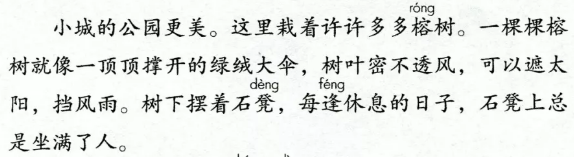 róng
小城的公园更美。这里栽着许许多多榕树。一棵棵榕
树就像一顶顶撑开的绿绒大伞，树叶密不透风，可以遮太
dèng féng
阳，挡风雨。树下摆着石凳，每逢休息的日子，石凳上总
是坐满了人。